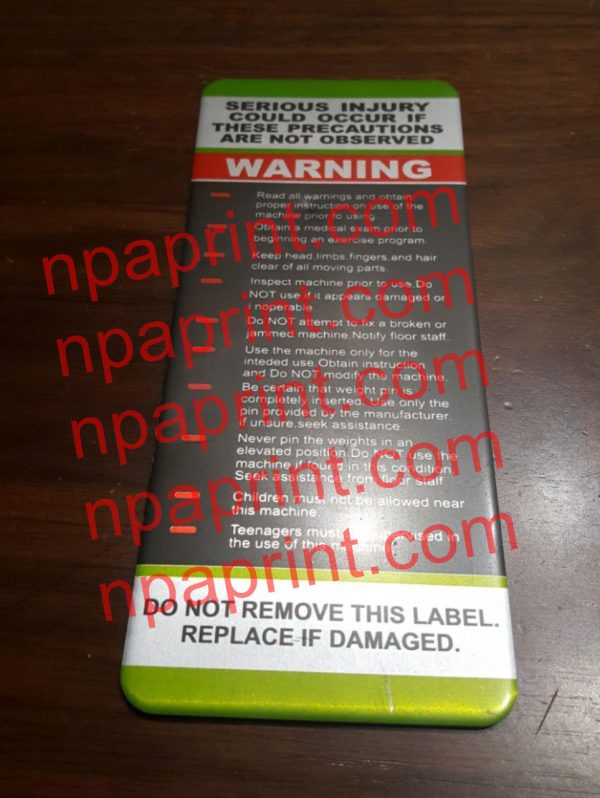 SERIOUS INJURY
COULD OCCUR IF
THESE PRECAUTIONS
ARE NOT OBSERVED
WARNING
Read all warnings and obtain
proper instruction on use of the
machine prior to using.
Obtain a medical exam prior to
beginning an exercise program.
Keep head,limbs,fingers,and hair
clear of all moving parts.
Inspect machine prior to use.Do
NOT use if it appears damaged or
noperable.
Do NOT attempt to fix a broken or
jammed machine.Notify floor staff.
Use the machine only for the
inteded use.Obtain instruction
and Do NOT modify the machine.
Be certain that weight pin is
completely inserted.Use only the
pin provided by the manufacturer.
if unsure,seek assistance.
Never pin the weights in an
elevated position.Do NOT use the
machine if in this condition
Seek assistance from staff
Children must not be allowed near
this machine.
Teenagers must
the use of this machine
DO NOT REMOVE THIS LABEL.
REPLACE IF DAMAGED.
npaprint.com
npaprint.com
npaprint.com
npaprint.com
npaprint.com